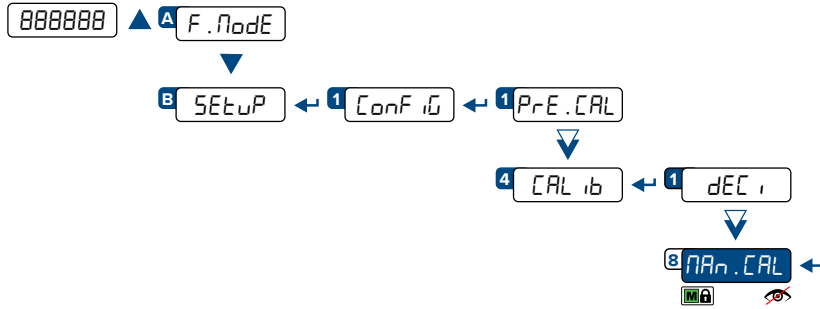 888888 A F.ModE
B SEtuP 1 ConFiG 1 PrE.CAL
4 CALib 1 dECi
8 MAn.CAL
M